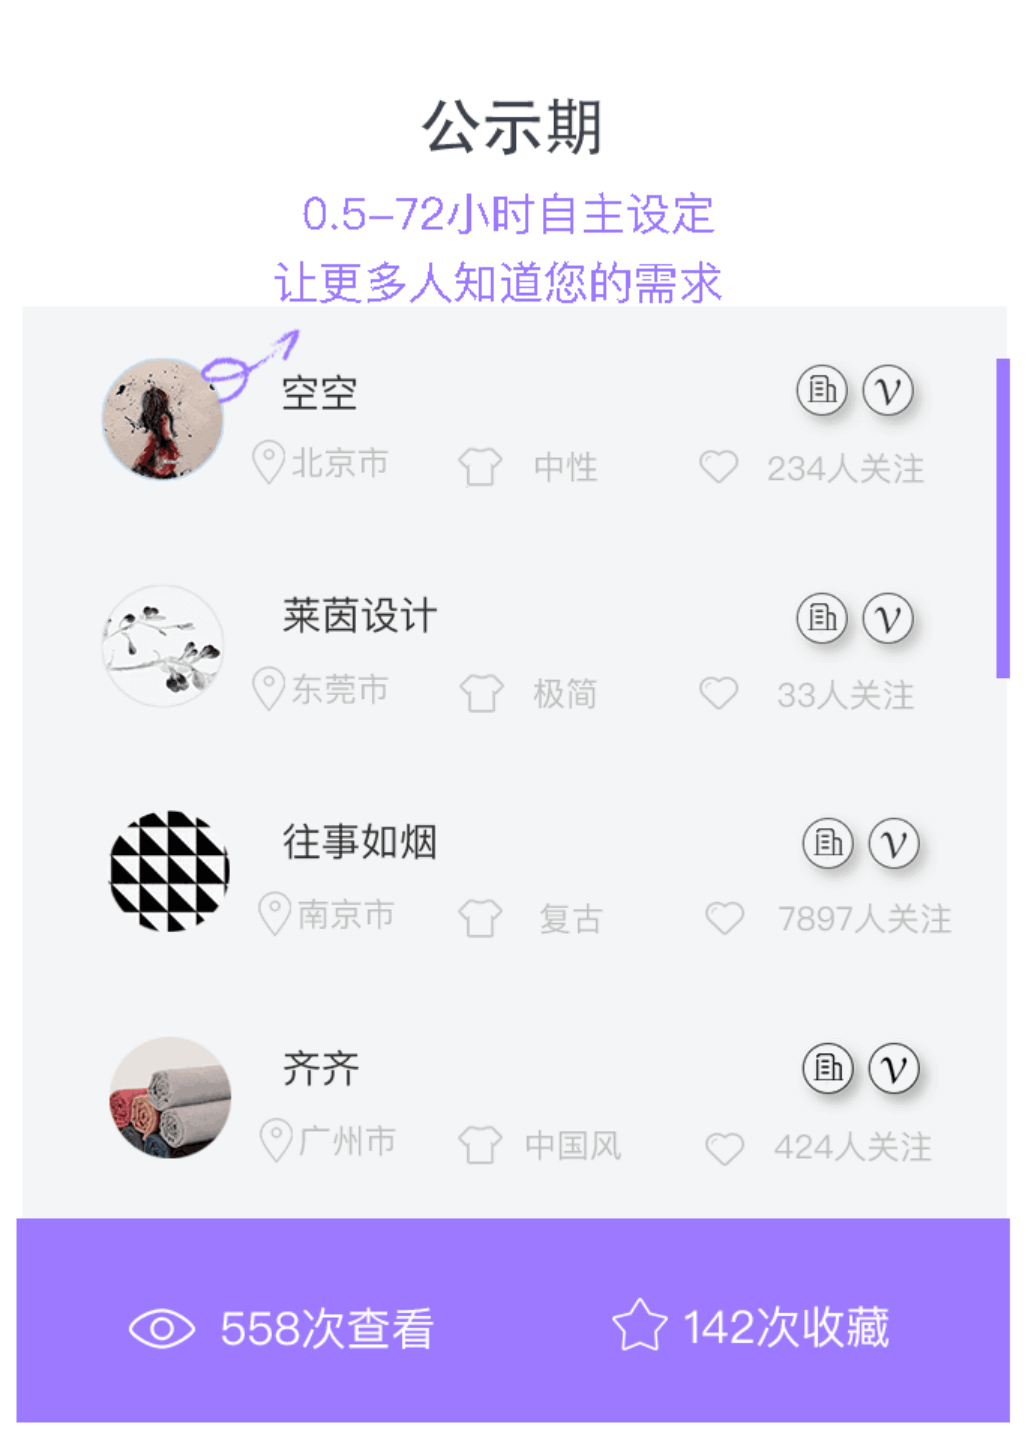 公示期
0.5-72小时自主设定
让更多人知道您的需求
空空
北京市 中性 234人关注
莱茵设计
东莞市 极简 33人关注
往事如烟
南京市 复古 7897人关注
齐齐
广州市 中国风 424人关注
558次查看 142次收藏